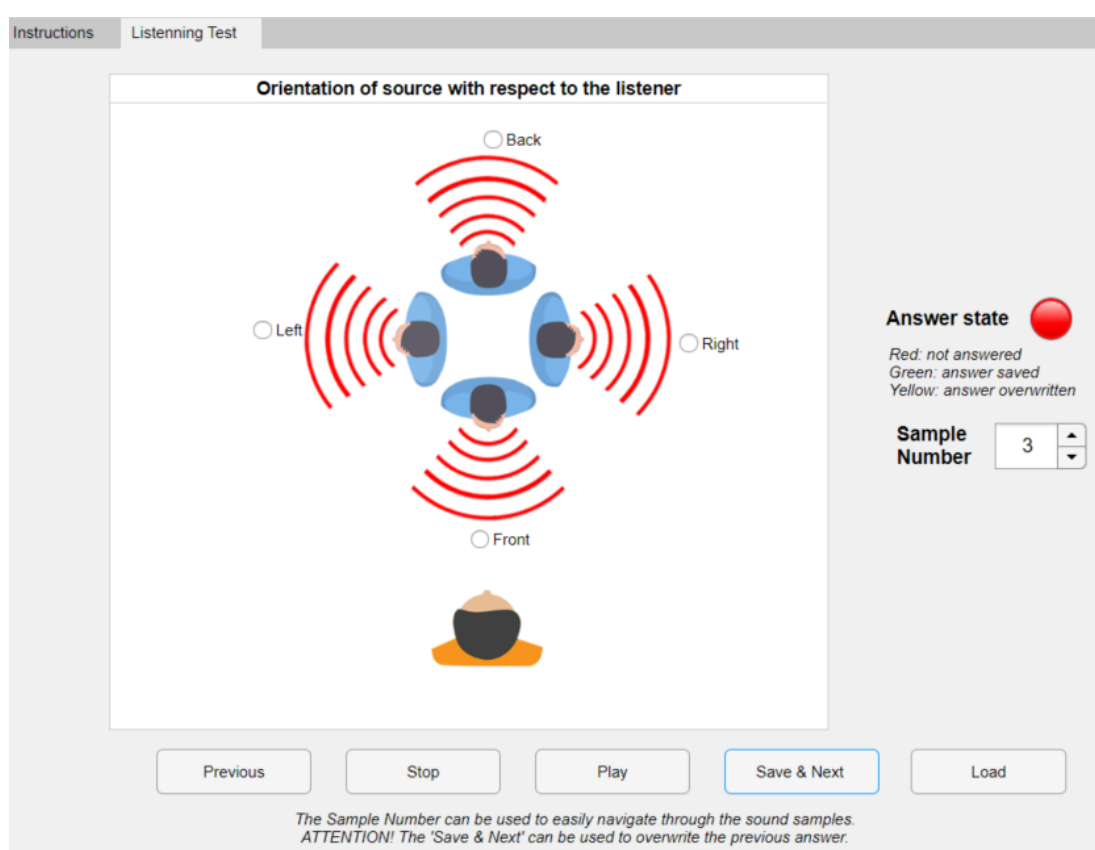 Instructions
Listenning Test
Orientation of source with respect to the listener
Back
Left
Right
Front
Answer state
Red: not answered
Green: answer saved
Yellow: answer overwritten
Sample
Number
3
Previous
Stop
Play
Save & Next
Load
The Sample Number can be used to easily navigate through the sound samples.
ATTENTION! The 'Save & Next' can be used to overwrite the previous answer.